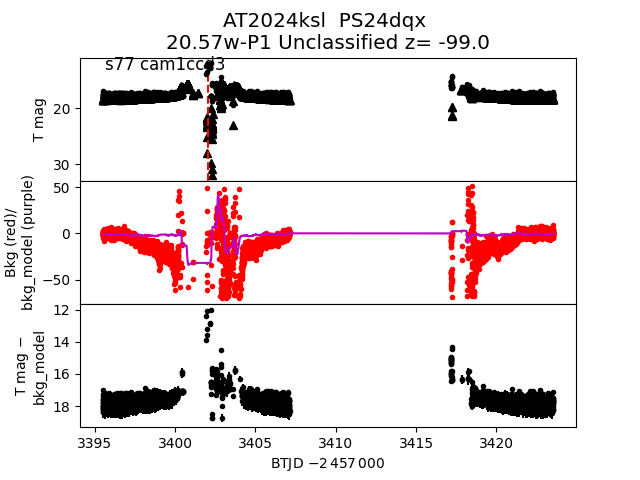 AT2024ksl  PS24dqx
20.57w-P1 Unclassified z= -99.0
s77 cam1ccd3
T mag
20
30
Bkg (red)/
bkg_model (purple)
50
0
−50
T mag −
bkg_model
12
14
16
18
3395 3400 3405 3410 3415 3420
BTJD −2 457 000